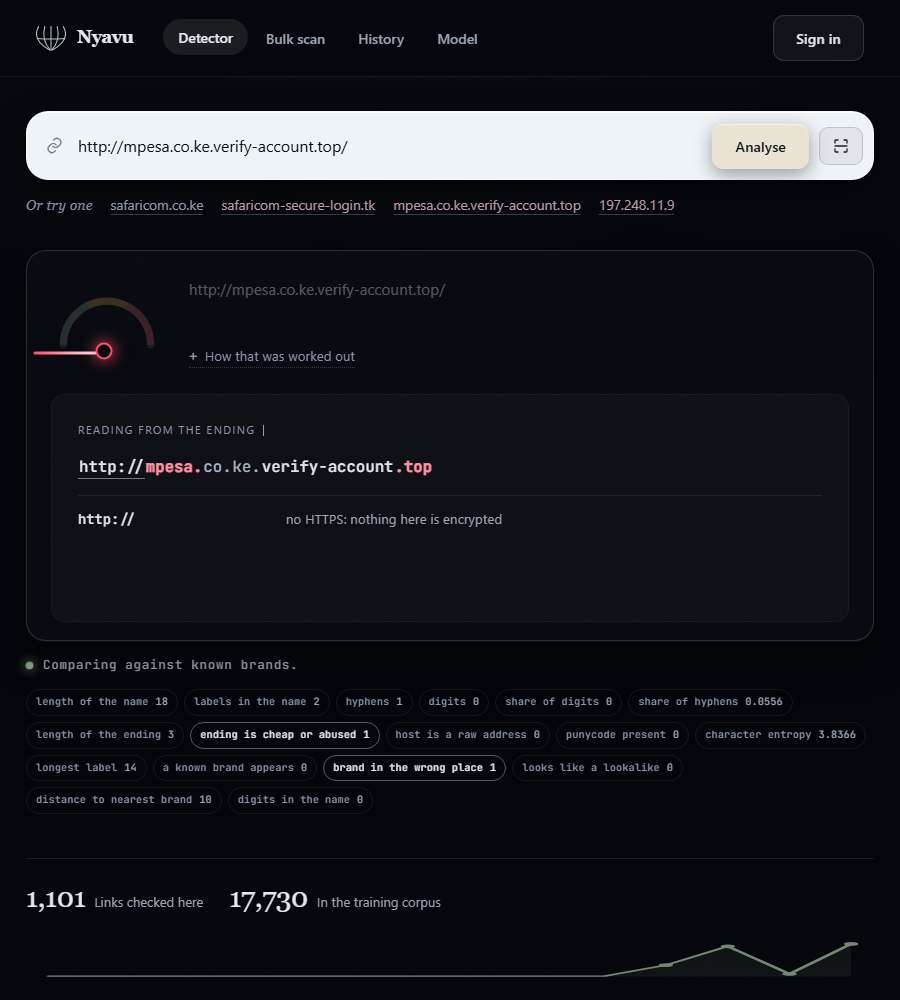 Nyavu Detector Bulk scan History Model Sign in
http://mpesa.co.ke.verify-account.top/ Analyse
Or try one safaricom.co.ke safaricom-secure-login.tk mpesa.co.ke.verify-account.top 197.248.11.9
http://mpesa.co.ke.verify-account.top/
+ How that was worked out
READING FROM THE ENDING
http://mpesa.co.ke.verify-account.top
http:// no HTTPS: nothing here is encrypted
Comparing against known brands.
length of the name 18 labels in the name 2 hyphens 1 digits 0 share of digits 0 share of hyphens 0.0556
length of the ending 3 ending is cheap or abused 1 host is a raw address 0 punycode present 0 character entropy 3.8366
longest label 14 a known brand appears 0 brand in the wrong place 1 looks like a lookalike 0
distance to nearest brand 10 digits in the name 0
1,101 Links checked here 17,730 In the training corpus